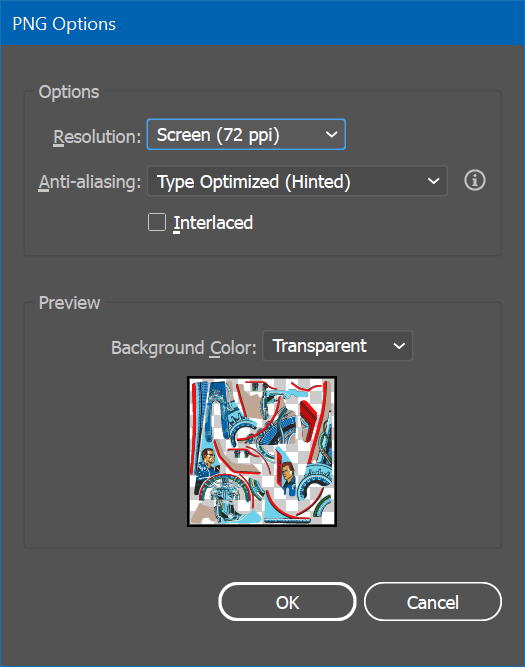 PNG Options
Options
Resolution: Screen (72 ppi)
Anti-aliasing: Type Optimized (Hinted)
Interlaced
Preview
Background Color: Transparent
OK Cancel